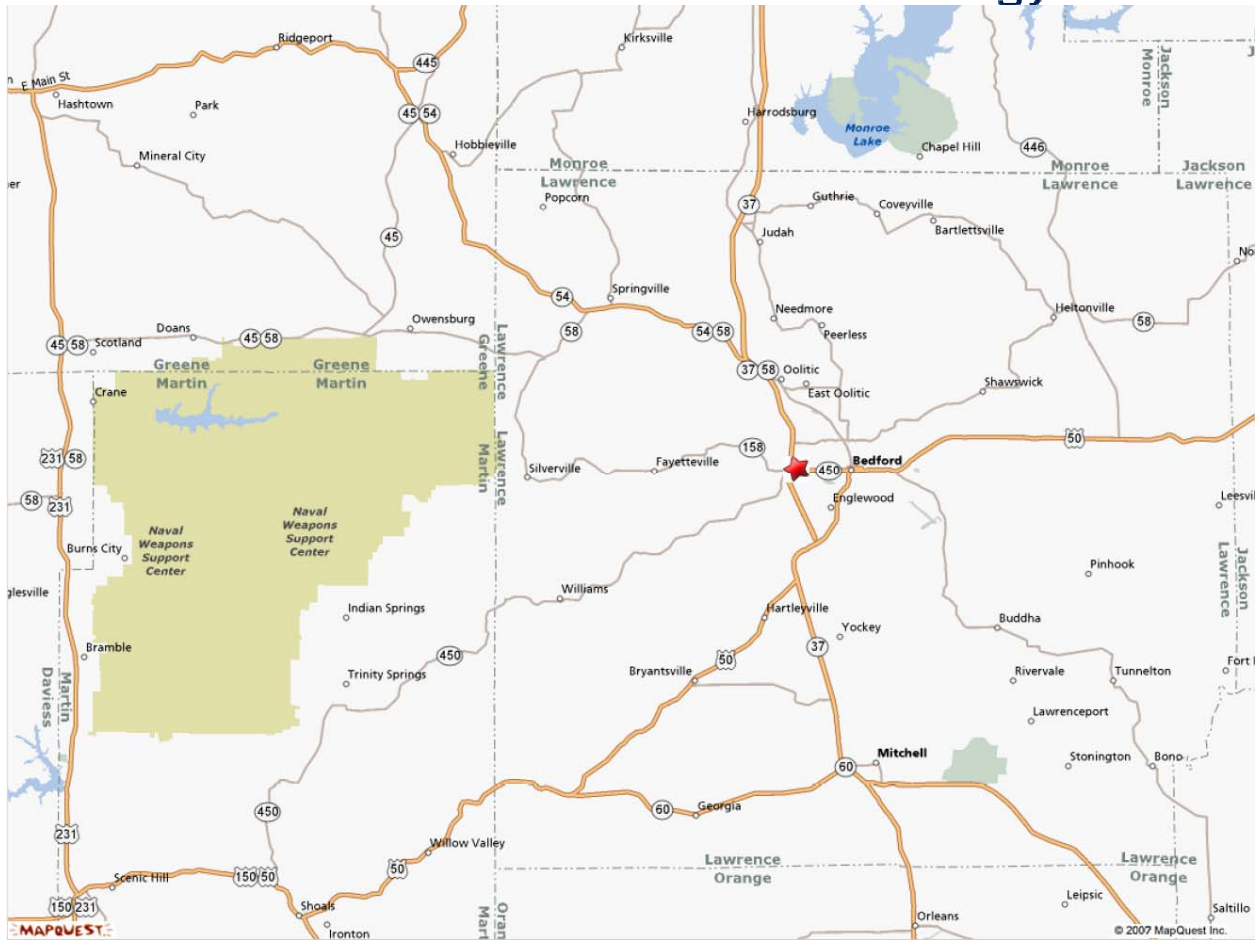 gy
Ridgeport
Kirksville
445
E Main St
Hashtown
Park
45
54
Harrodsburg
Monroe
Lake
Jackson
Monroe
Hobbieville
Mineral City
Chapel Hill
446
Monroe
Lawrence
Monroe
Lawrence
Jackson
Lawrence
Popcorn
37
Guthrie
Coveyville
Bartlettsville
45
Judah
No
54
Springville
Needmore
Heltonville
58
Owensburg
58
54
58
Peerless
Doans
45
58
45
58
Scotland
Greene
Martin
Greene
Martin
Lawrence
Greene
37
58
Oolitic
East Oolitic
Shawswick
Crane
Lawrence
Martin
158
50
231
58
Silverville
Fayetteville
450
Bedford
58
231
Englewood
Leesvil
Naval
Weapons
Support
Center
Naval
Weapons
Support
Center
Burns City
Jackson
Lawrence
Pinhook
glesville
Williams
Indian Springs
Hartleyville
Buddha
Yockey
37
Bramble
450
50
Trinity Springs
Bryantsville
Rivervale
Tunnelton
Fort
Martin
Daviess
Lawrenceport
Mitchell
60
Stonington
Bono
450
60
Georgia
231
Willow Valley
Lawrence
Orange
Lawrence
Orange
50
Scenic Hill
150
50
Leipsic
150
231
Shoals
Oran
Mart
Orleans
Saltillo
Ironton
MAPQUEST
© 2007 MapQuest Inc.